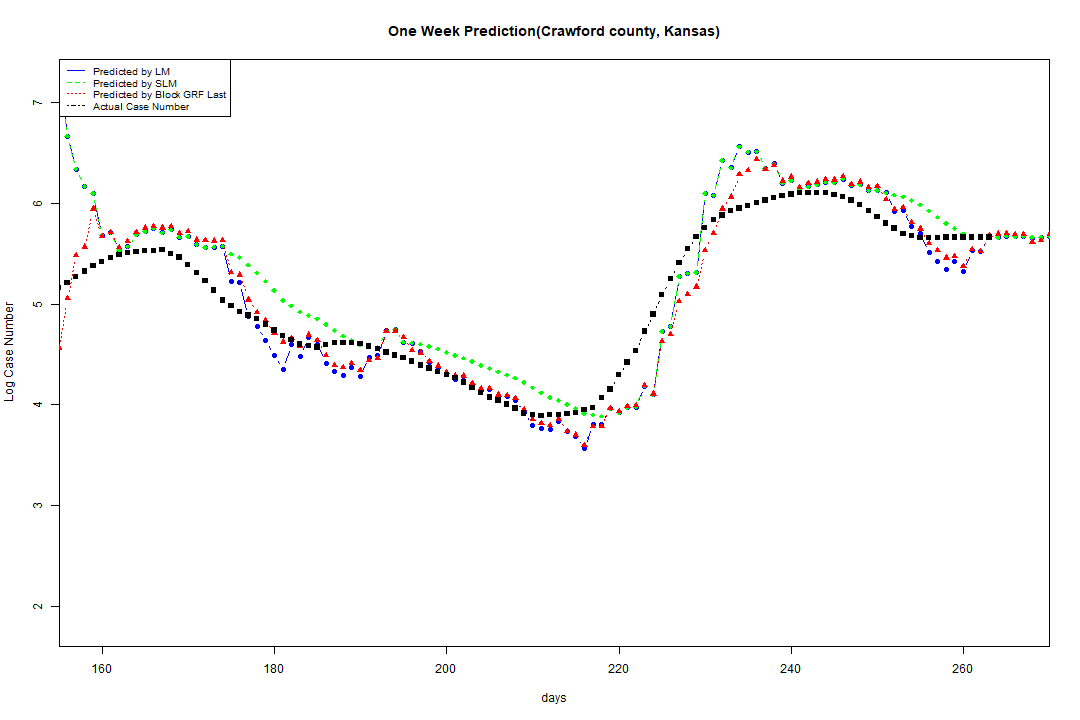 One Week Prediction(Crawford county, Kansas)
Predicted by LM
Predicted by SLM
Predicted by Block GRF Last
Actual Case Number
7
6
5
4
3
2
Log Case Number
160 180 200 220 240 260
days